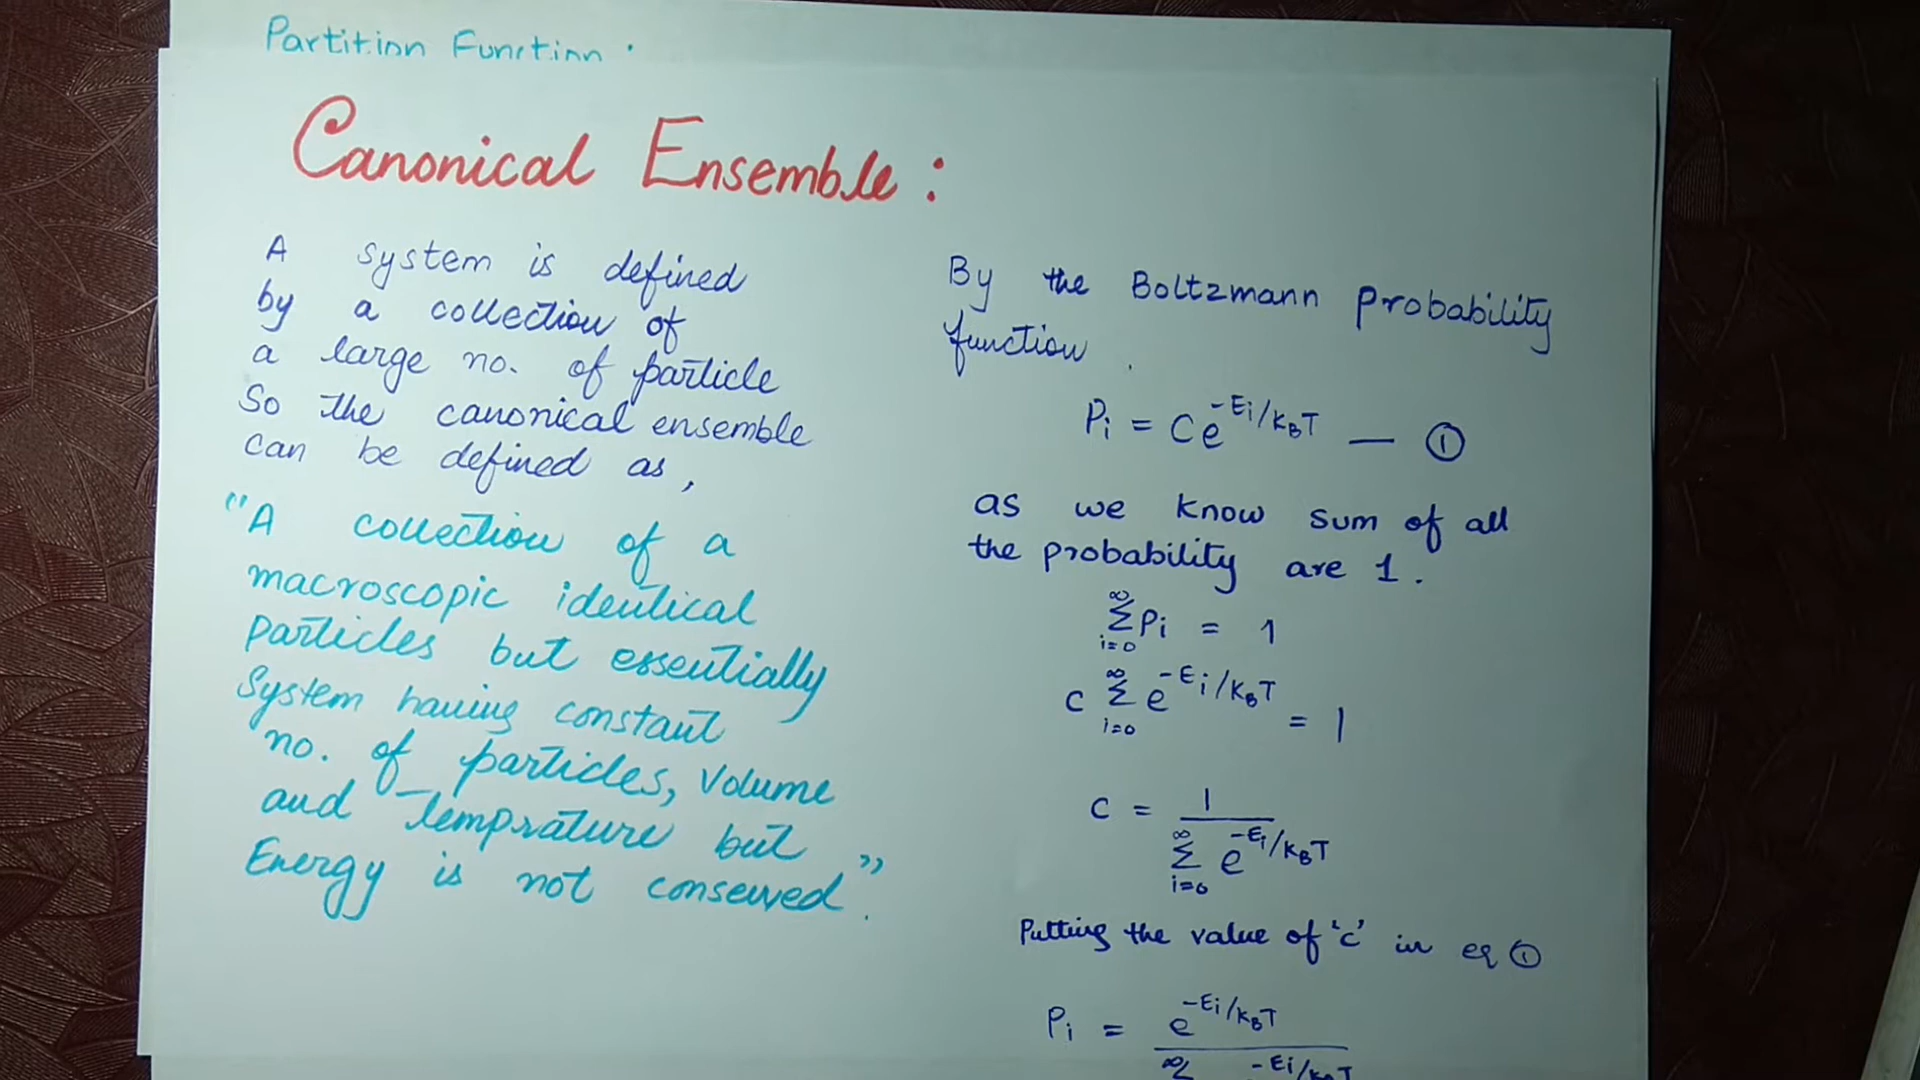 Partition Function :
Canonical Ensemble :
A system is defined
by a collection of
a large no. of particle
So the canonical ensemble
can be defined as,
"A collection of a
macroscopic identical
particles but essentially
System having constant
no. of particles, Volume
and temprature but
Energy is not conserved."
By the Boltzmann Probability
function.
Pi = Ce^-Ei/KBT — ①
as we know sum of all
the probability are 1.
∞ΣPi = 1
i=0
c ∞Σ e^-Ei/KBT = 1
i=0
C = 1
∞Σ e^-Ei/KBT
i=0
Putting the value of 'c' in eq ①
Pi = e^-Ei/KBT
∞Σ -Ei/KBT